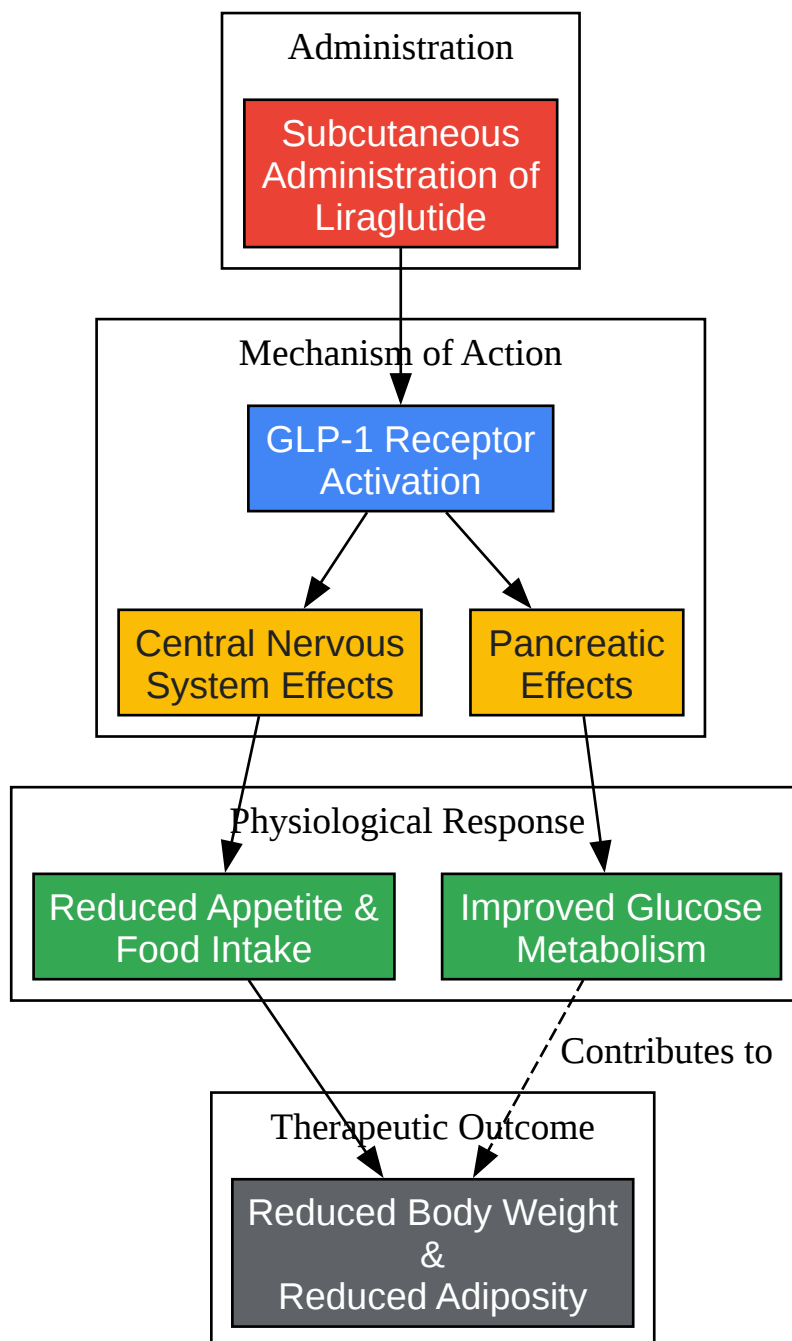 Administration
Subcutaneous
Administration of
Liraglutide
Mechanism of Action
GLP-1 Receptor
Activation
Central Nervous
System Effects
Pancreatic
Effects
Physiological Response
Reduced Appetite &
Food Intake
Improved Glucose
Metabolism
Contributes to
Therapeutic Outcome
Reduced Body Weight
&
Reduced Adiposity